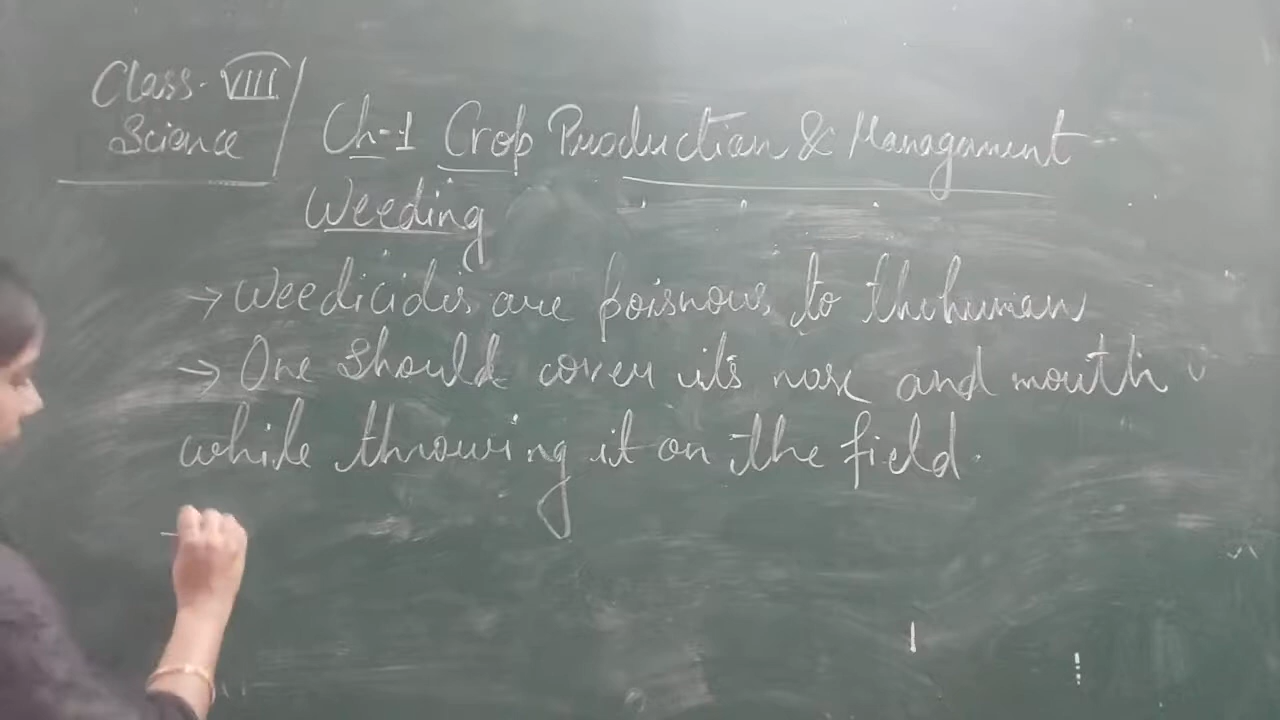 Class- VIII
Science
Ch-1 Crop Production & Management
Weeding
→ Weedicides are poisnous to the human
→ One should cover its nose and mouth
while throwing it on the field.